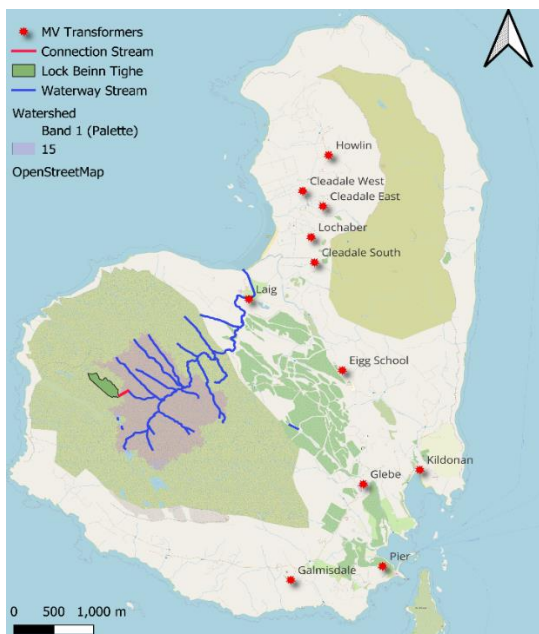 MV Transformers
Connection Stream
Lock Beinn Tighe
Waterway Stream
Watershed
Band 1 (Palette)
15
OpenStreetMap
Howlin
Cleadale West
Cleadale East
Lochaber
Cleadale South
Laig
Eigg School
Kildonan
Glebe
Pier
Galmisdale
0 500 1,000 m